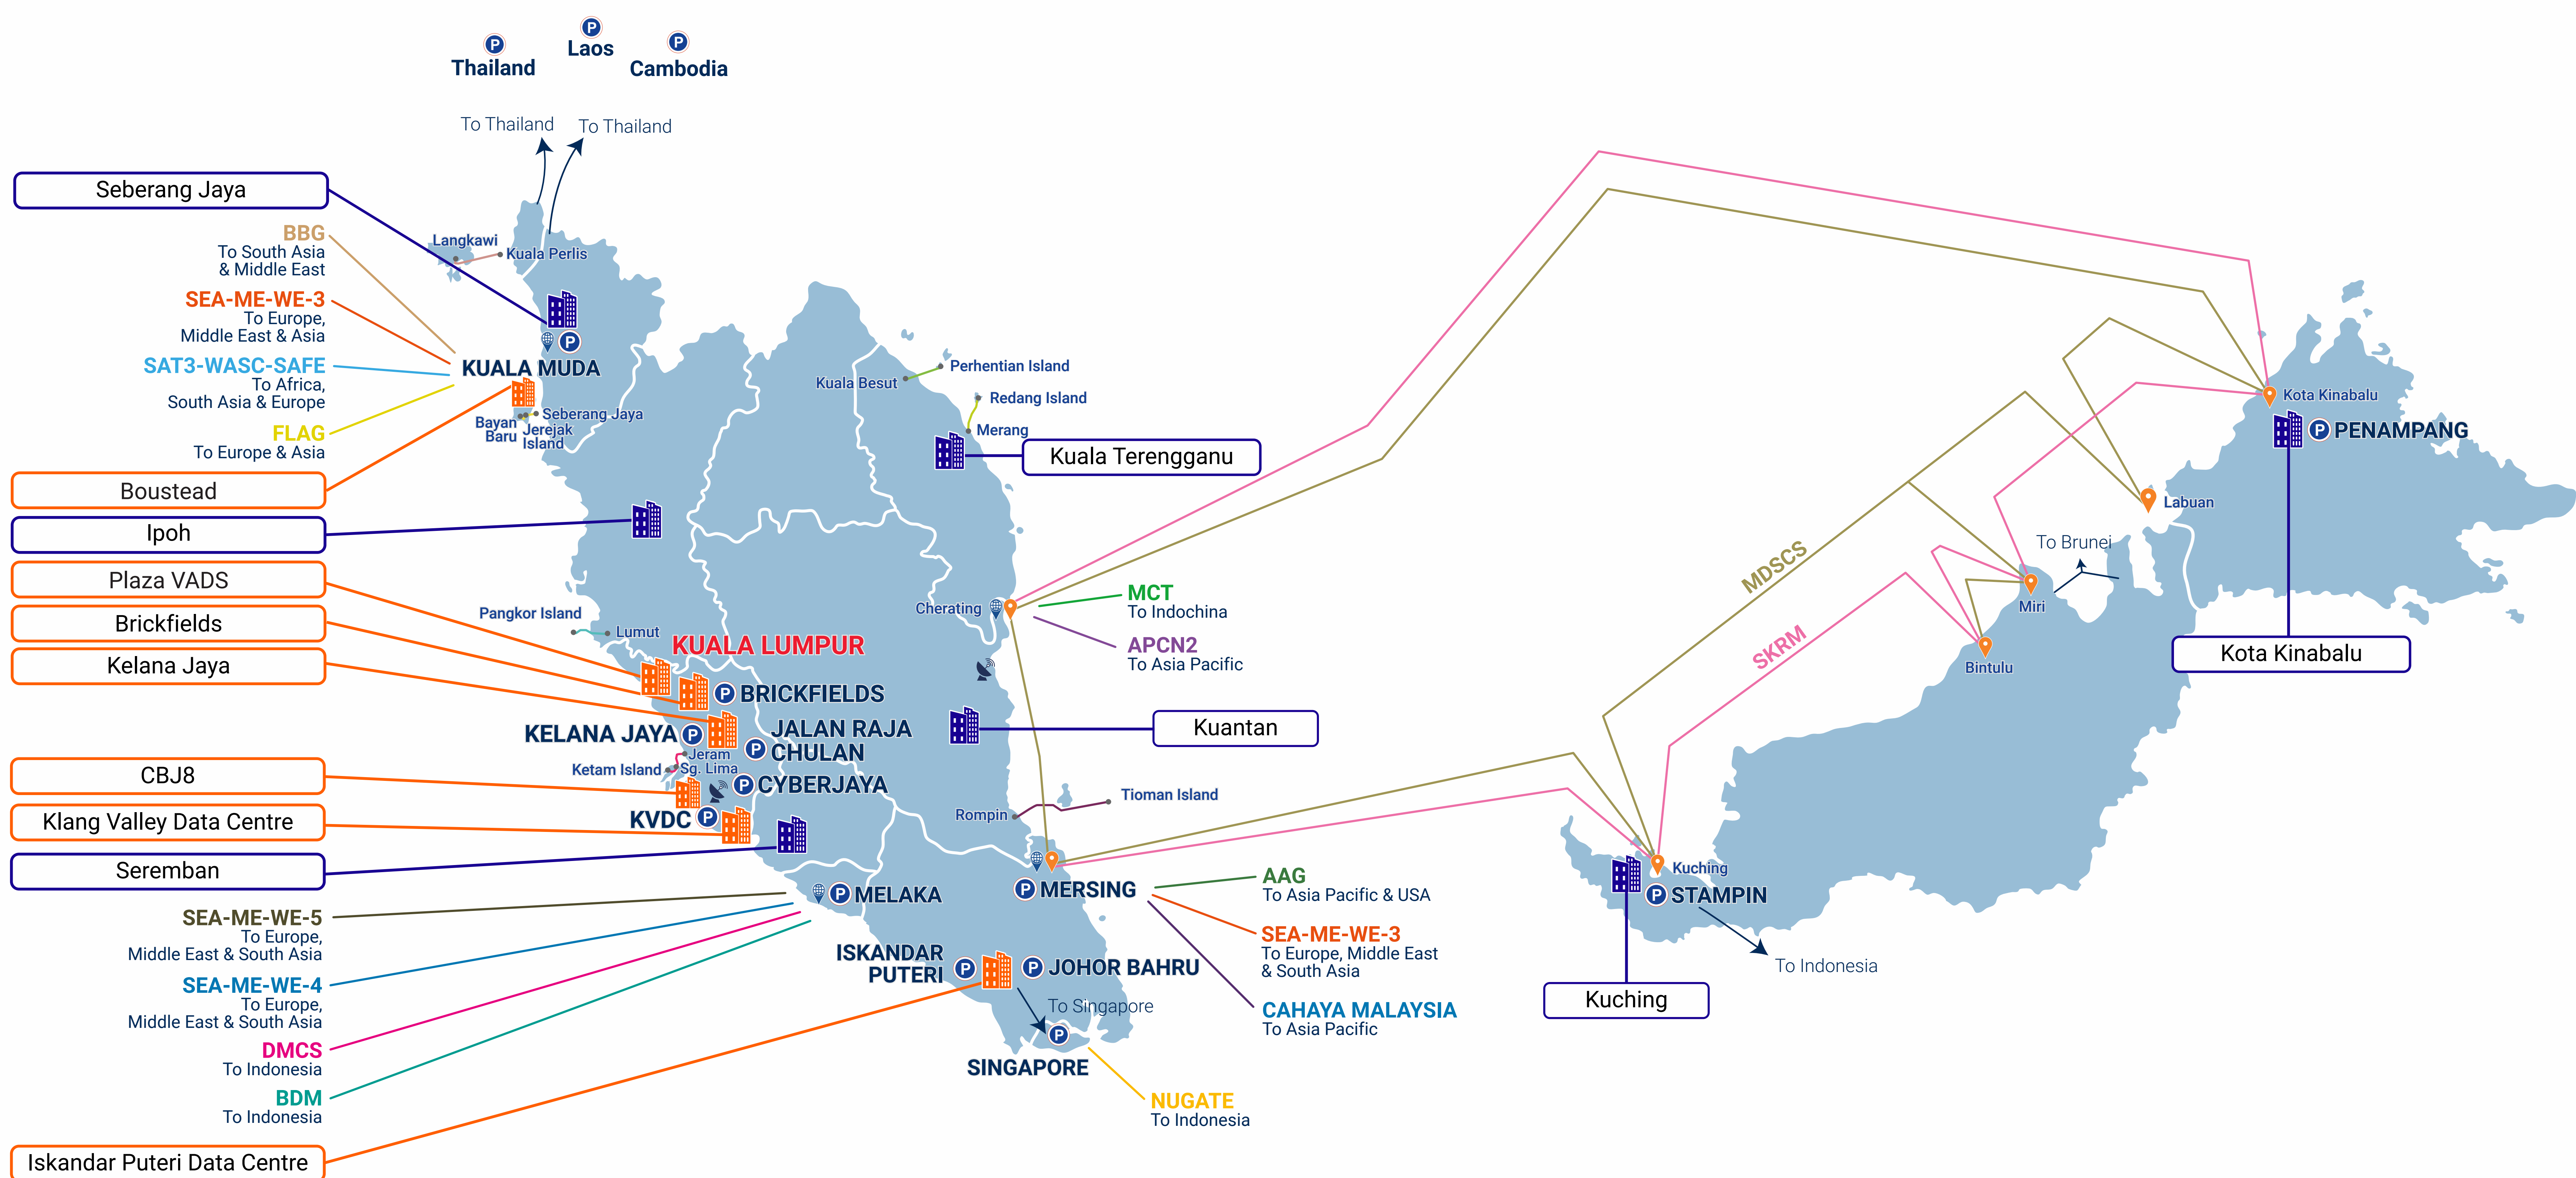 P
P
P
Thailand
Laos
Cambodia
To Thailand
To Thailand
Seberang Jaya
BBG
To South Asia
& Middle East
SEA-ME-WE-3
To Europe,
Middle East & Asia
SAT3-WASC-SAFE
To Africa,
South Asia & Europe
FLAG
To Europe & Asia
Boustead
Ipoh
Plaza VADS
Brickfields
Kelana Jaya
CBJ8
Klang Valley Data Centre
Seremban
SEA-ME-WE-5
To Europe,
Middle East & South Asia
SEA-ME-WE-4
To Europe,
Middle East & South Asia
DMCS
To Indonesia
BDM
To Indonesia
Iskandar Puteri Data Centre
Langkawi
Kuala Perlis
P
KUALA MUDA
Seberang Jaya
Bayan
Baru
Jerejak
Island
Kuala Besut
Perhentian Island
Redang Island
Merang
Kuala Terengganu
Pangkor Island
Lumut
KUALA LUMPUR
P BRICKFIELDS
KELANA JAYA P
P JALAN RAJA
CHULAN
Jeram
Ketam Island
Sg. Lima
P CYBERJAYA
KVDC P
P MELAKA
Cherating
MCT
To Indochina
APCN2
To Asia Pacific
Kuantan
Rompin
Tioman Island
P MERSING
AAG
To Asia Pacific & USA
SEA-ME-WE-3
To Europe, Middle East
& South Asia
CAHAYA MALAYSIA
To Asia Pacific
ISKANDAR
PUTERI P
P JOHOR BAHRU
To Singapore
P
SINGAPORE
NUGATE
To Indonesia
MDSCS
SKRM
Kota Kinabalu
P PENAMPANG
Labuan
To Brunei
Miri
Bintulu
Kota Kinabalu
Kuching
P STAMPIN
To Indonesia
Kuching